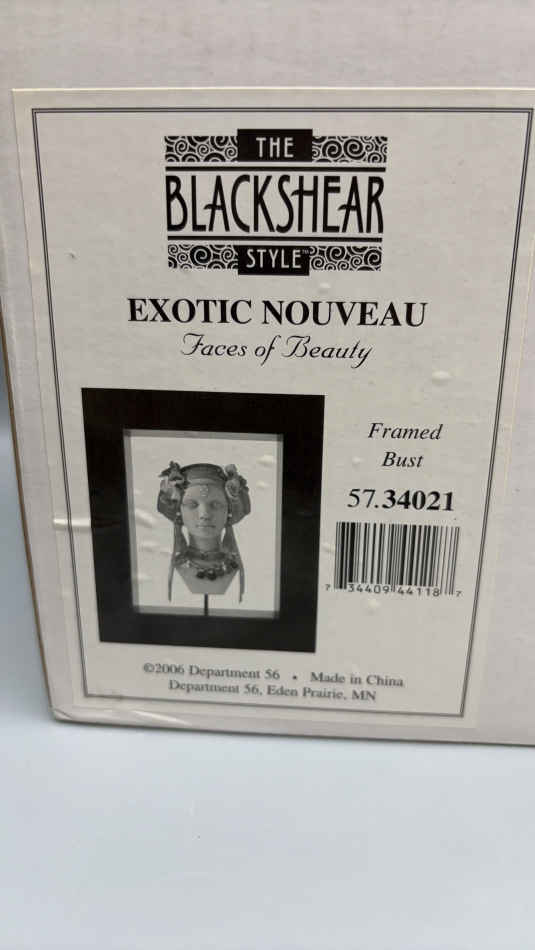 THE
BLACKSHEAR
STYLE™
EXOTIC NOUVEAU
Faces of Beauty
Framed
Bust
57.34021
7 34409 44118 7
©2006 Department 56 • Made in China
Department 56, Eden Prairie, MN